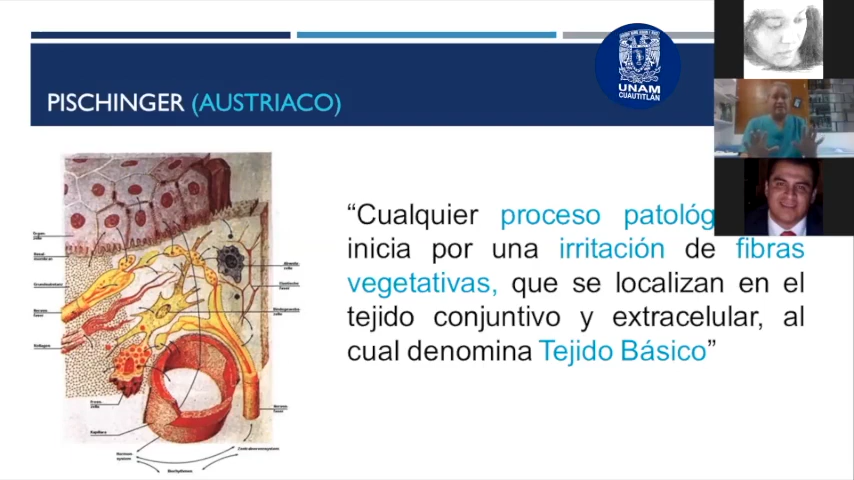 PISCHINGER (AUSTRIACO)
UNAM
CUAUTITLÁN
“Cualquier proceso patológ
inicia por una irritación de fibras
vegetativas, que se localizan en el
tejido conjuntivo y extracelular, al
cual denomina Tejido Básico”